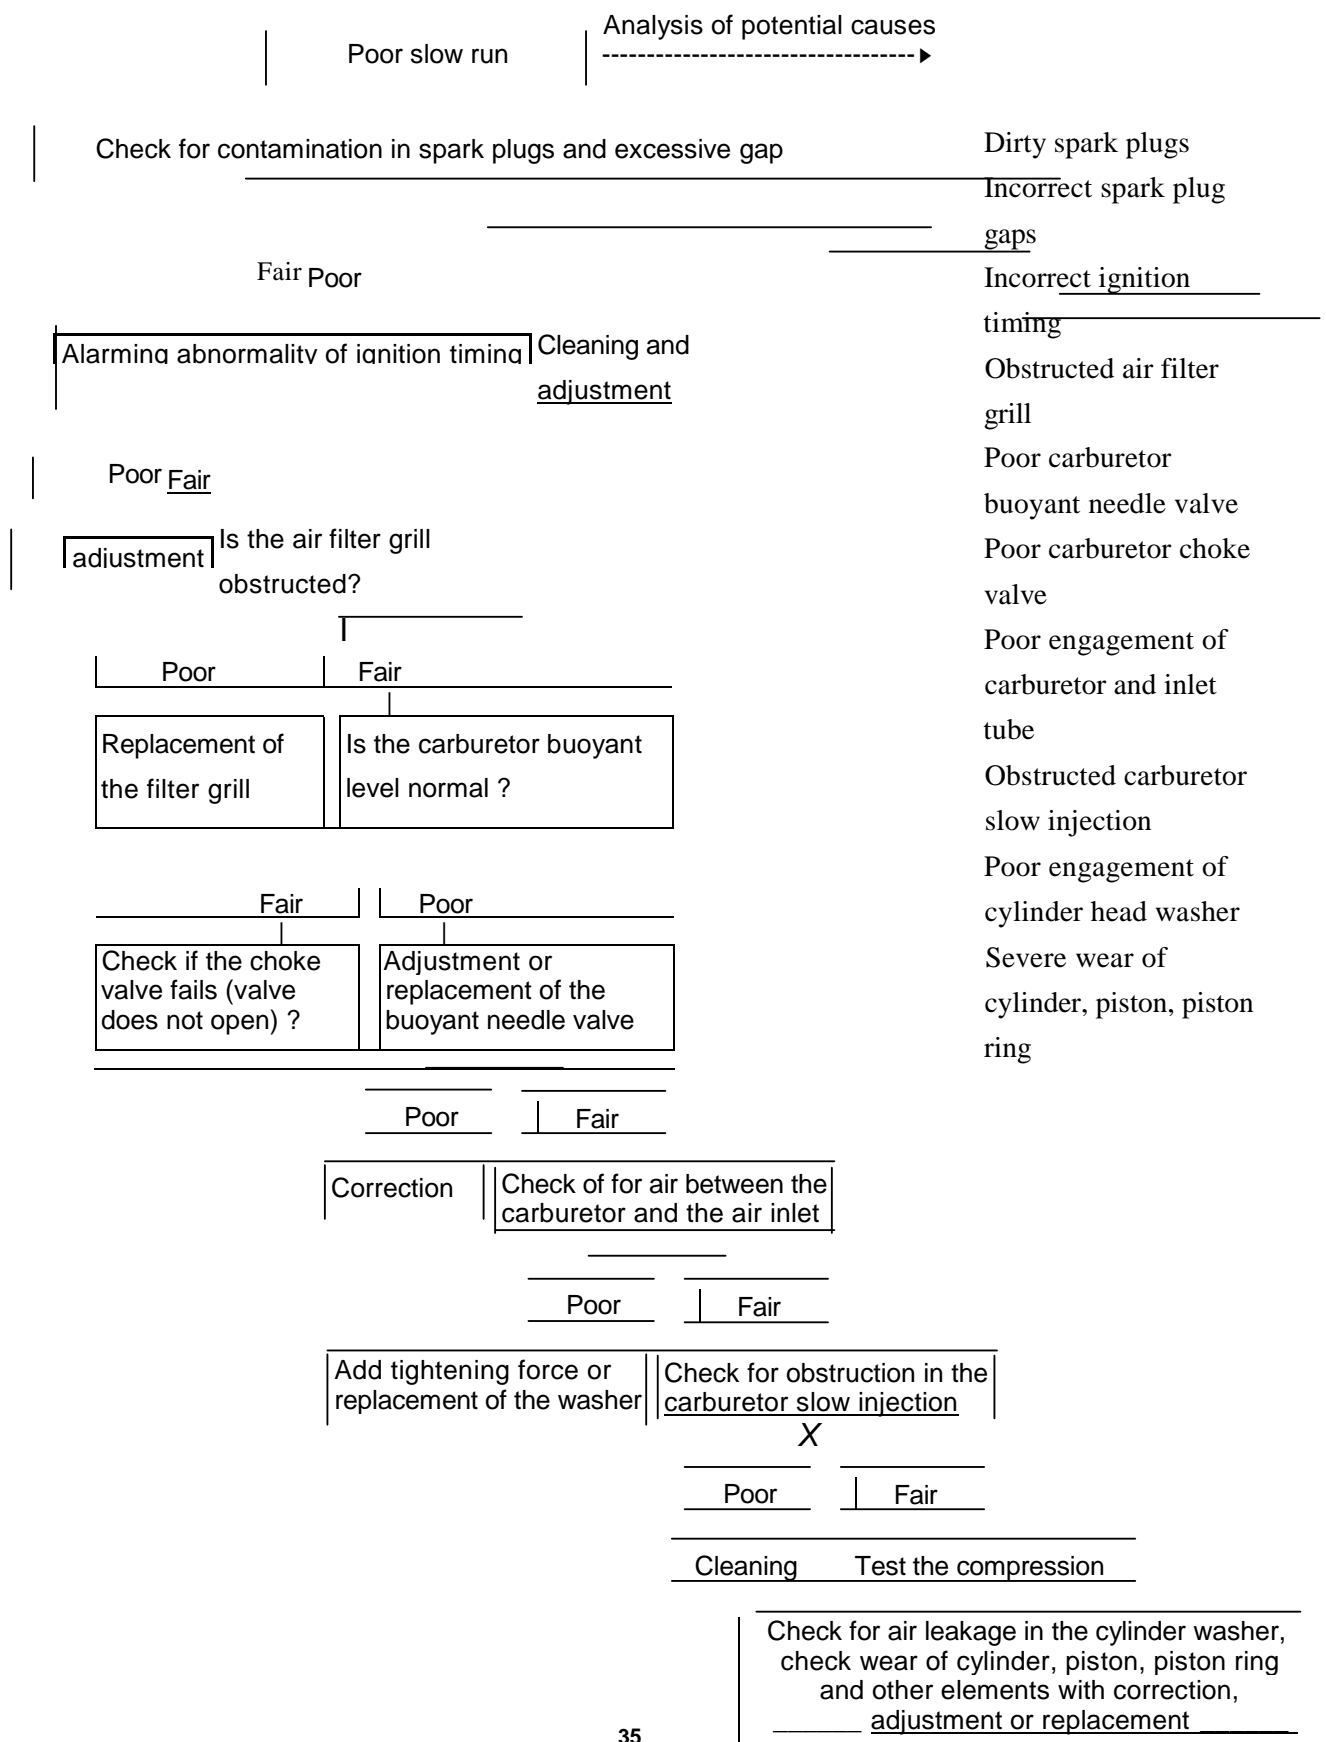 Analysis of potential causes
Poor slow run
Check for contamination in spark plugs and excessive gap
Fair Poor
Alarming abnormality of ignition timing
Cleaning and
adjustment
Poor Fair
adjustment
Is the air filter grill
obstructed?
Poor Fair
Replacement of
the filter grill
Is the carburetor buoyant
level normal ?
Fair Poor
Check if the choke
valve fails (valve
does not open) ?
Adjustment or
replacement of the
buoyant needle valve
Poor Fair
Correction
Check of for air between the
carburetor and the air inlet
Poor Fair
Add tightening force or
replacement of the washer
Check for obstruction in the
carburetor slow injection
X
Poor Fair
Cleaning Test the compression
Check for air leakage in the cylinder washer,
check wear of cylinder, piston, piston ring
and other elements with correction,
______ adjustment or replacement ______
Dirty spark plugs
Incorrect spark plug
gaps
Incorrect ignition
timing
Obstructed air filter
grill
Poor carburetor
buoyant needle valve
Poor carburetor choke
valve
Poor engagement of
carburetor and inlet
tube
Obstructed carburetor
slow injection
Poor engagement of
cylinder head washer
Severe wear of
cylinder, piston, piston
ring
35